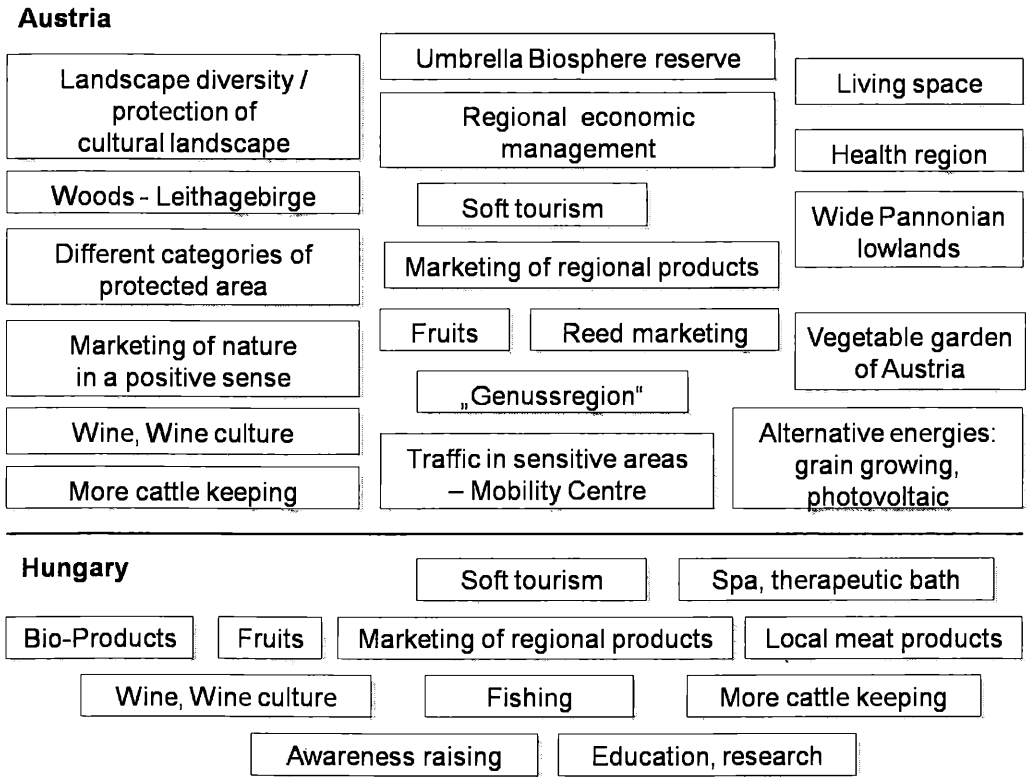 Austria
Landscape diversity /
protection of
cultural landscape
Woods - Leithagebirge
Different categories of
protected area
Marketing of nature
in a positive sense
Wine, Wine culture
More cattle keeping
Umbrella Biosphere reserve
Regional economic
management
Soft tourism
Marketing of regional products
Fruits
Reed marketing
„Genussregion“
Traffic in sensitive areas
– Mobility Centre
Living space
Health region
Wide Pannonian
lowlands
Vegetable garden
of Austria
Alternative energies:
grain growing,
photovoltaic
Hungary
Soft tourism
Spa, therapeutic bath
Bio-Products
Fruits
Marketing of regional products
Local meat products
Wine, Wine culture
Fishing
More cattle keeping
Awareness raising
Education, research